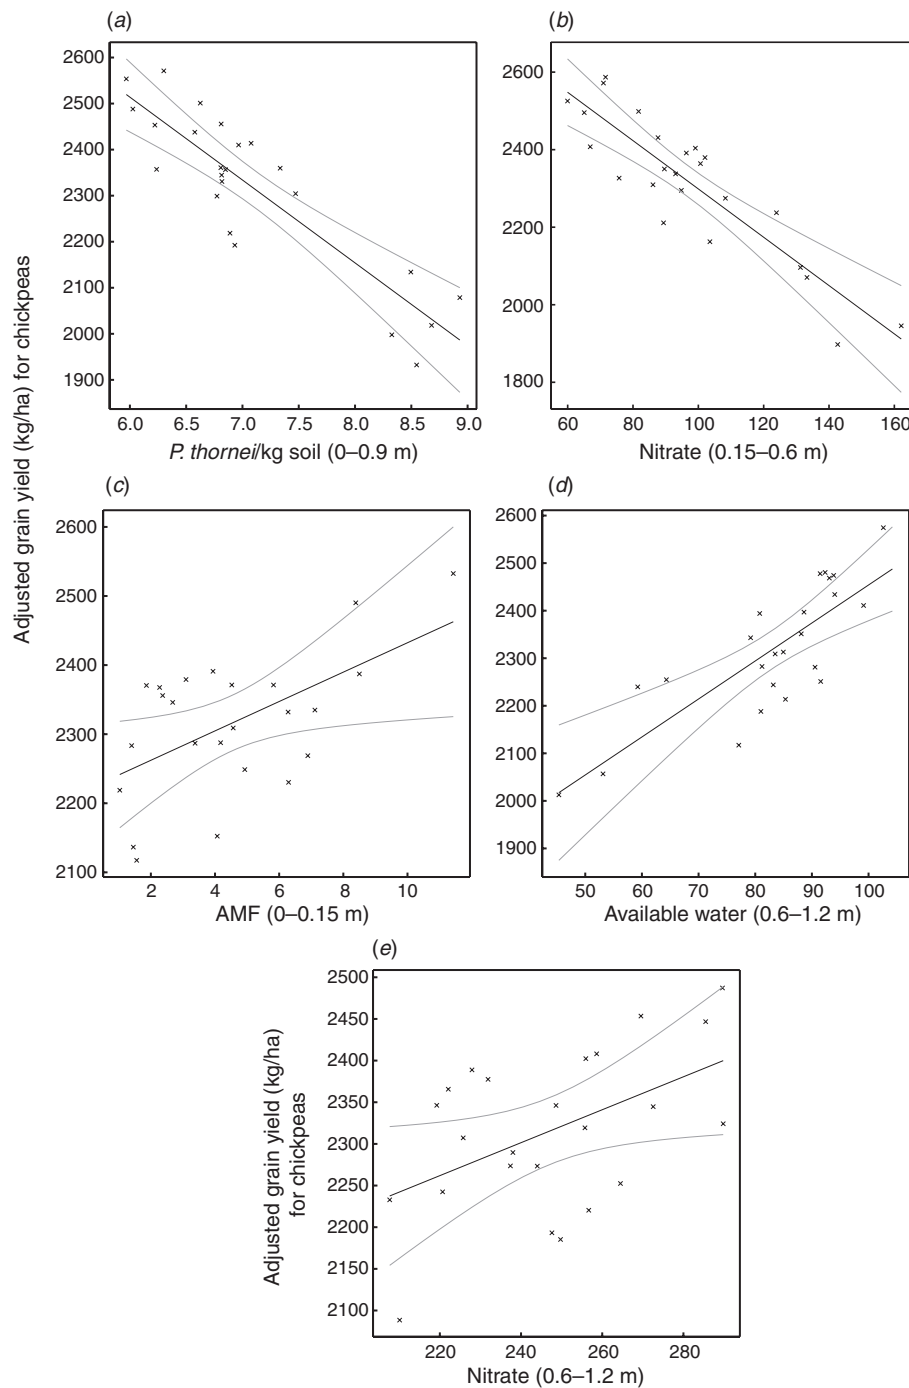 (a)
2600
2500
2400
2300
2200
2100
2000
1900
6.0 6.5 7.0 7.5 8.0 8.5 9.0
P. thornei/kg soil (0–0.9 m)
(b)
2600
2400
2200
2000
1800
60 80 100 120 140 160
Nitrate (0.15–0.6 m)
Adjusted grain yield (kg/ha) for chickpeas
(c)
2600
2500
2400
2300
2200
2100
2 4 6 8 10
AMF (0–0.15 m)
(d)
2600
2500
2400
2300
2200
2100
2000
1900
50 60 70 80 90 100
Available water (0.6–1.2 m)
(e)
2500
2450
2400
2350
2300
2250
2200
2150
2100
Adjusted grain yield (kg/ha)
for chickpeas
220 240 260 280
Nitrate (0.6–1.2 m)